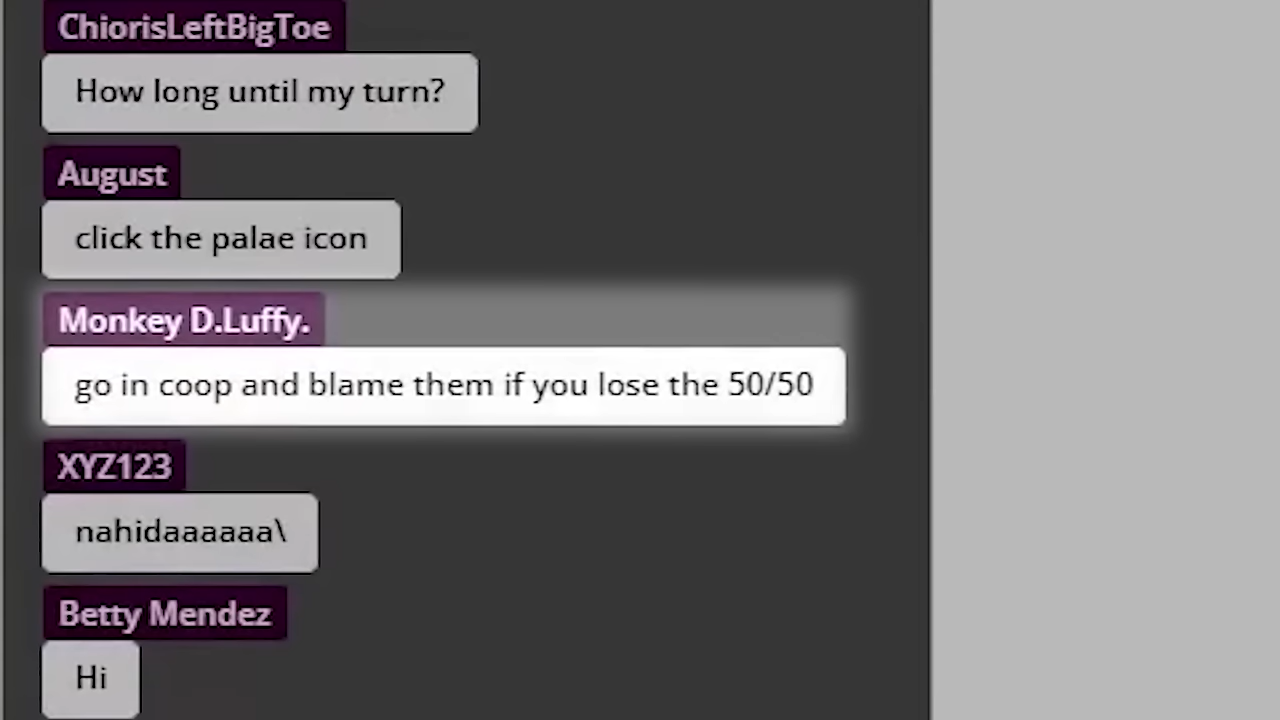 ChiorisLeftBigToe
How long until my turn?
August
click the palae icon
Monkey D.Luffy.
go in coop and blame them if you lose the 50/50
XYZ123
nahidaaaaaa\
Betty Mendez
Hi